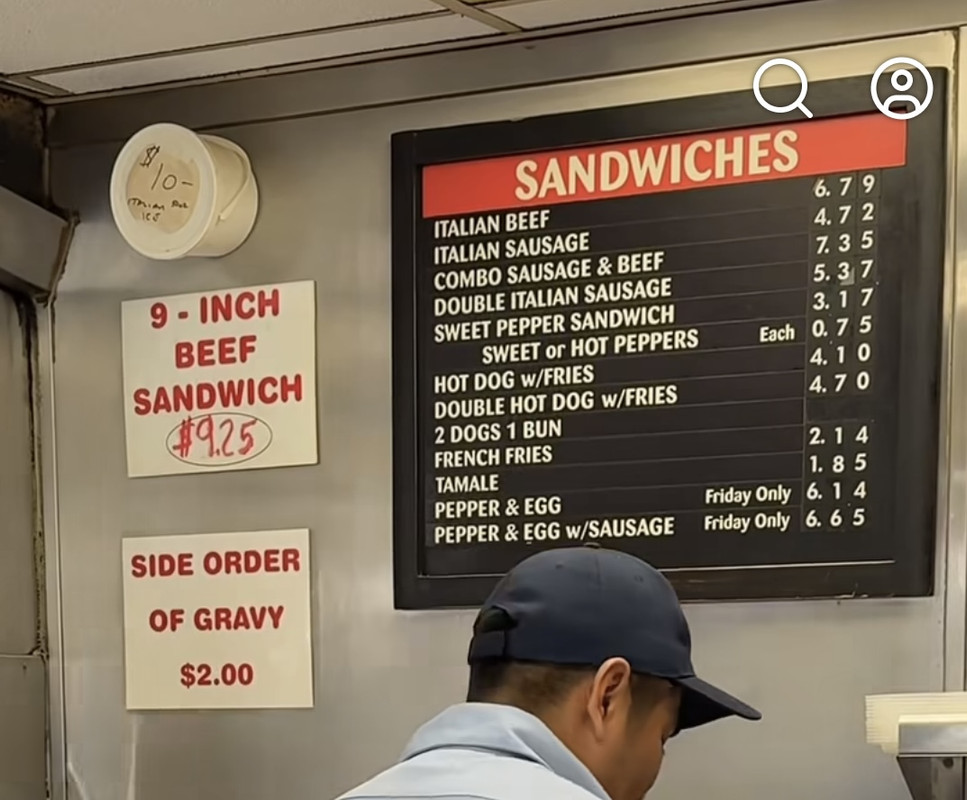 $10-
ITALIAN
ICE
9 - INCH
BEEF
SANDWICH
$9.25
SIDE ORDER
OF GRAVY
$2.00
SANDWICHES
ITALIAN BEEF 6.79
ITALIAN SAUSAGE 4.72
COMBO SAUSAGE & BEEF 7.35
DOUBLE ITALIAN SAUSAGE 5.37
SWEET PEPPER SANDWICH 3.17
SWEET or HOT PEPPERS Each 0.75
HOT DOG w/FRIES 4.10
DOUBLE HOT DOG w/FRIES 4.70
2 DOGS 1 BUN
FRENCH FRIES 2.14
TAMALE 1.85
PEPPER & EGG Friday Only 6.14
PEPPER & EGG w/SAUSAGE Friday Only 6.65